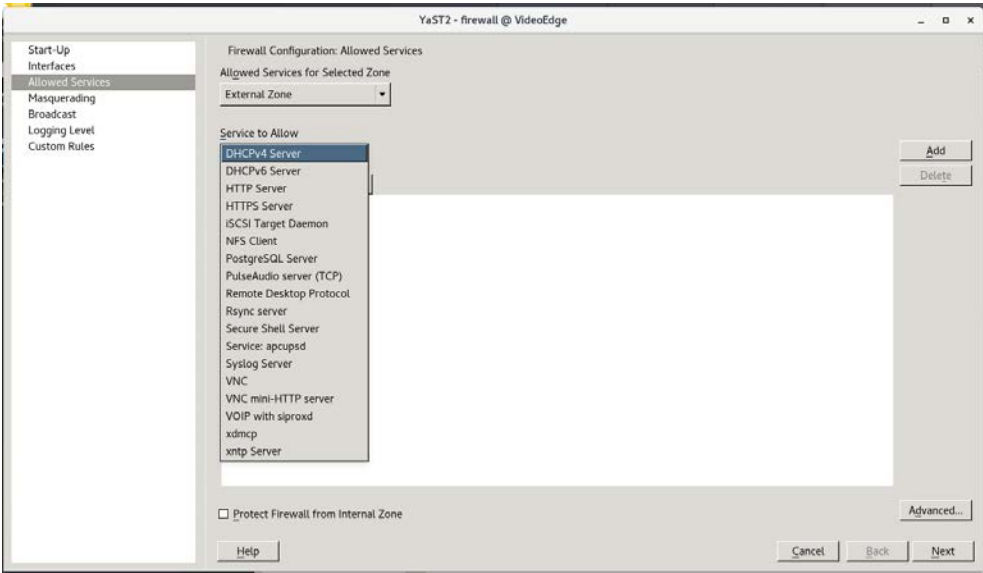 YaST2 - firewall @ VideoEdge
Start-Up
Interfaces
Allowed Services
Masquerading
Broadcast
Logging Level
Custom Rules
Firewall Configuration: Allowed Services
Allowed Services for Selected Zone
External Zone
Service to Allow
DHCPv4 Server
DHCPv6 Server
HTTP Server
HTTPS Server
iSCSI Target Daemon
NFS Client
PostgreSQL Server
PulseAudio server (TCP)
Remote Desktop Protocol
Rsync server
Secure Shell Server
Service: apcupsd
Syslog Server
VNC
VNC mini-HTTP server
VOIP with siproxd
xdmcp
xntp Server
Add
Delete
Protect Firewall from Internal Zone
Advanced...
Help
Cancel
Back
Next